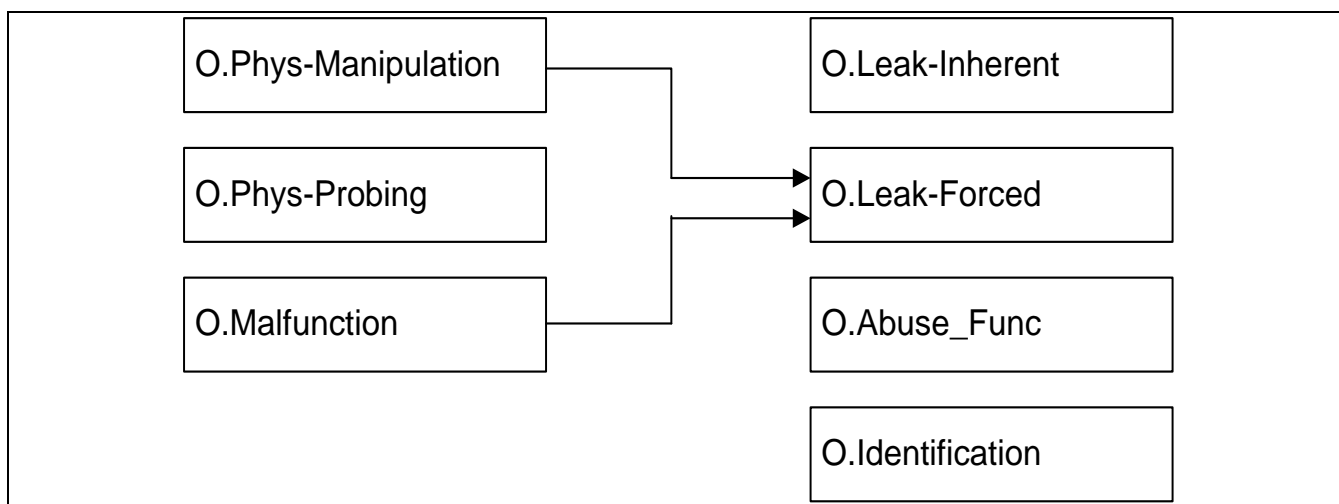 O.Phys-Manipulation
O.Leak-Inherent
O.Phys-Probing
O.Leak-Forced
O.Malfunction
O.Abuse_Func
O.Identification